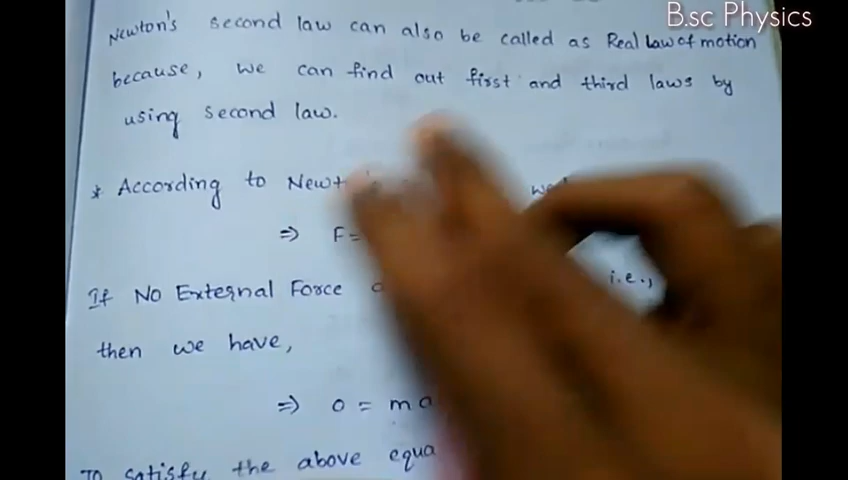 B.sc Physics
Newton's second law can also be called as Real Law of motion
because, we can find out first and third laws by
using second law.
* According to Newt
⇒ F=
If No External Force i.e.,
then we have,
⇒ 0 = ma
To satisfy the above equa